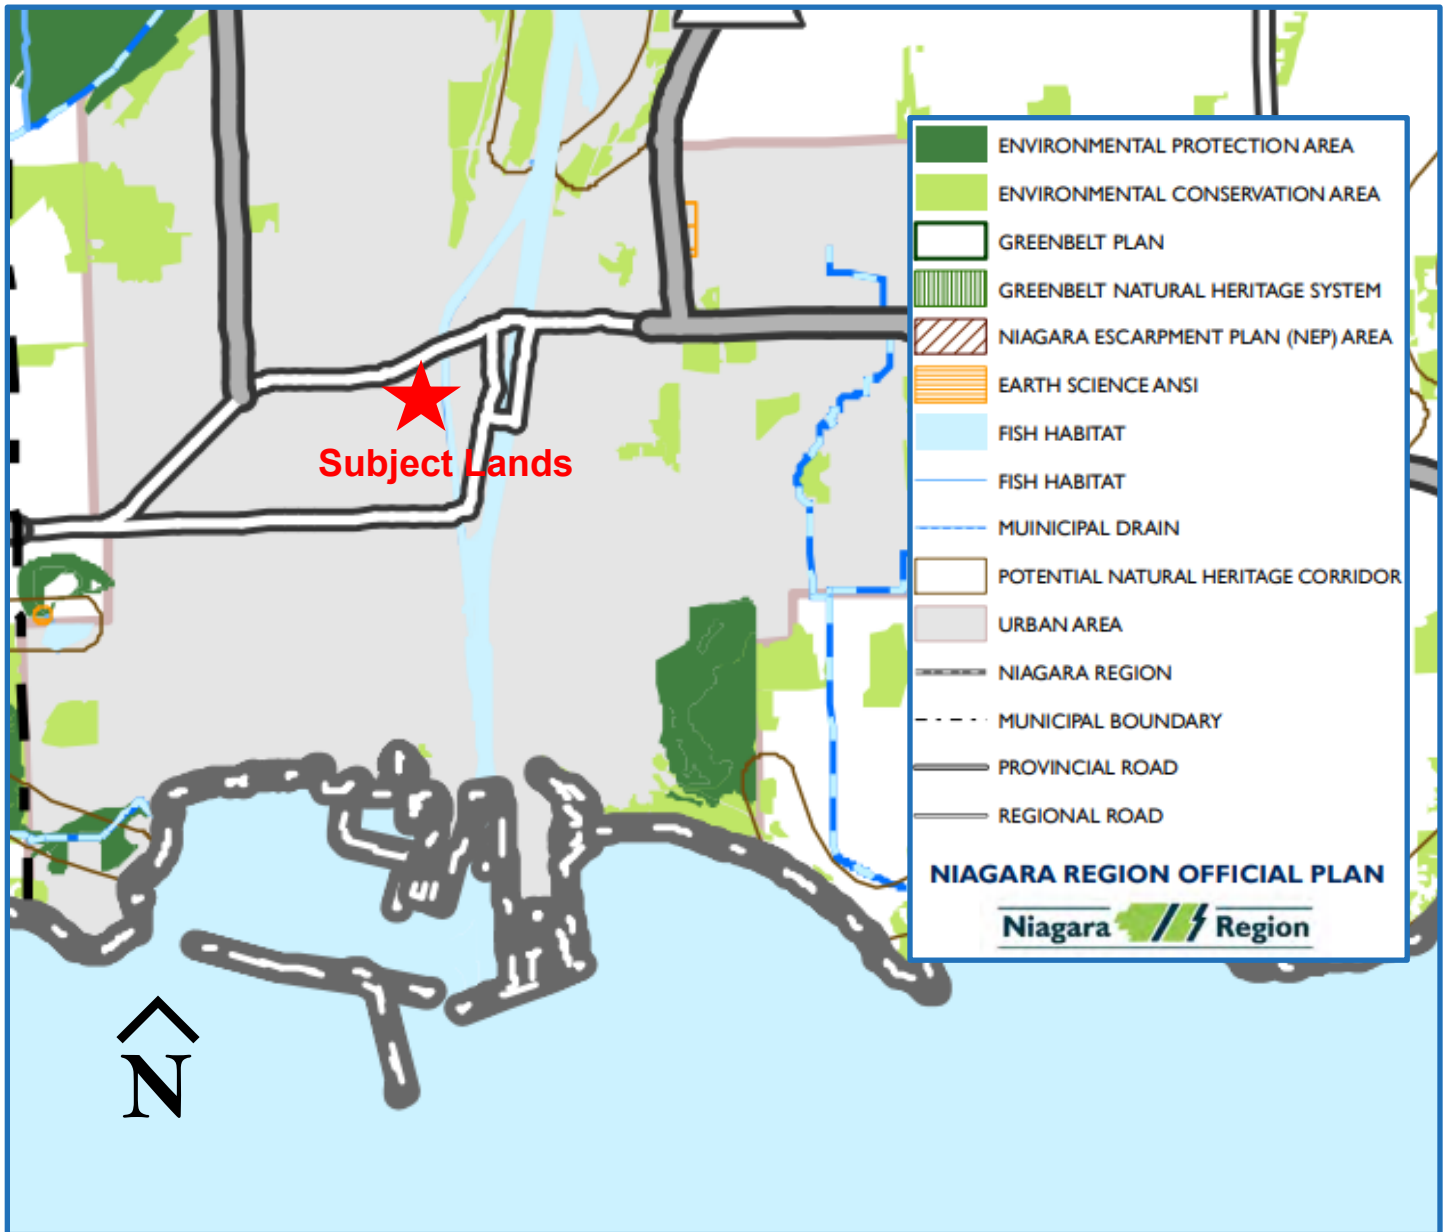 ENVIRONMENTAL PROTECTION AREA
ENVIRONMENTAL CONSERVATION AREA
GREENBELT PLAN
GREENBELT NATURAL HERITAGE SYSTEM
NIAGARA ESCARPMENT PLAN (NEP) AREA
EARTH SCIENCE ANSI
FISH HABITAT
FISH HABITAT
MUINICIPAL DRAIN
POTENTIAL NATURAL HERITAGE CORRIDOR
URBAN AREA
NIAGARA REGION
MUNICIPAL BOUNDARY
PROVINCIAL ROAD
REGIONAL ROAD
NIAGARA REGION OFFICIAL PLAN
Niagara Region
Subject Lands
N